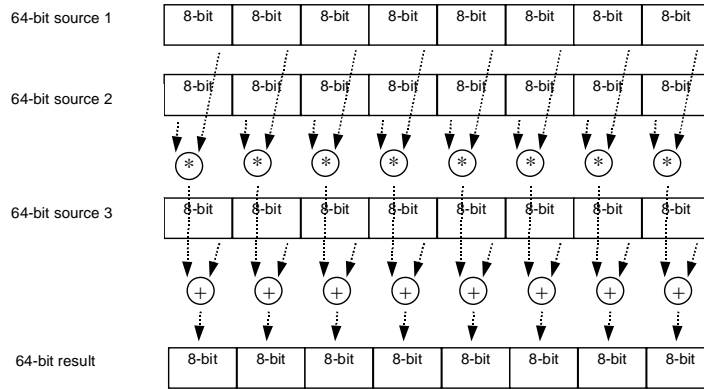 64-bit source 1 8-bit 8-bit 8-bit 8-bit 8-bit 8-bit 8-bit 8-bit
64-bit source 2 8-bit 8-bit 8-bit 8-bit 8-bit 8-bit 8-bit 8-bit
* * * * * * * *
64-bit source 3 8-bit 8-bit 8-bit 8-bit 8-bit 8-bit 8-bit 8-bit
+ + + + + + + +
64-bit result 8-bit 8-bit 8-bit 8-bit 8-bit 8-bit 8-bit 8-bit